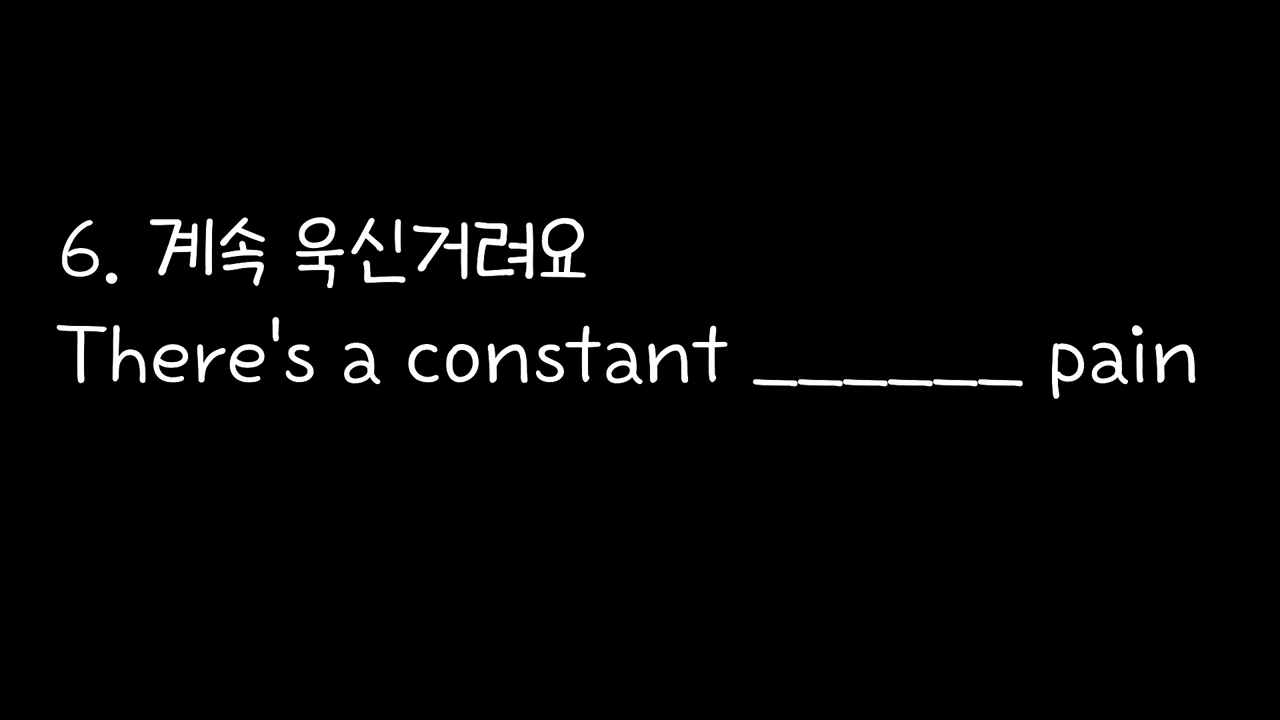 6. 계속 욱신거려요
There's a constant ______ pain